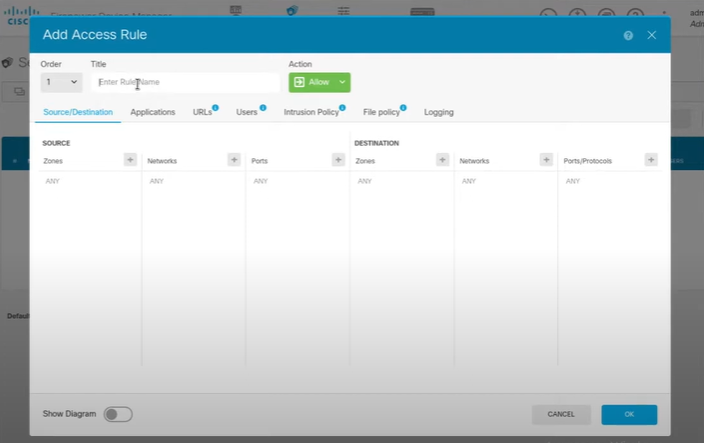 CISCO
Add Access Rule
Order Title Action
1 Enter Rule Name Allow
Source/Destination Applications URLs Users Intrusion Policy File policy Logging
SOURCE DESTINATION
Zones Networks Ports Zones Networks Ports/Protocols
ANY ANY ANY ANY ANY ANY
Show Diagram CANCEL OK